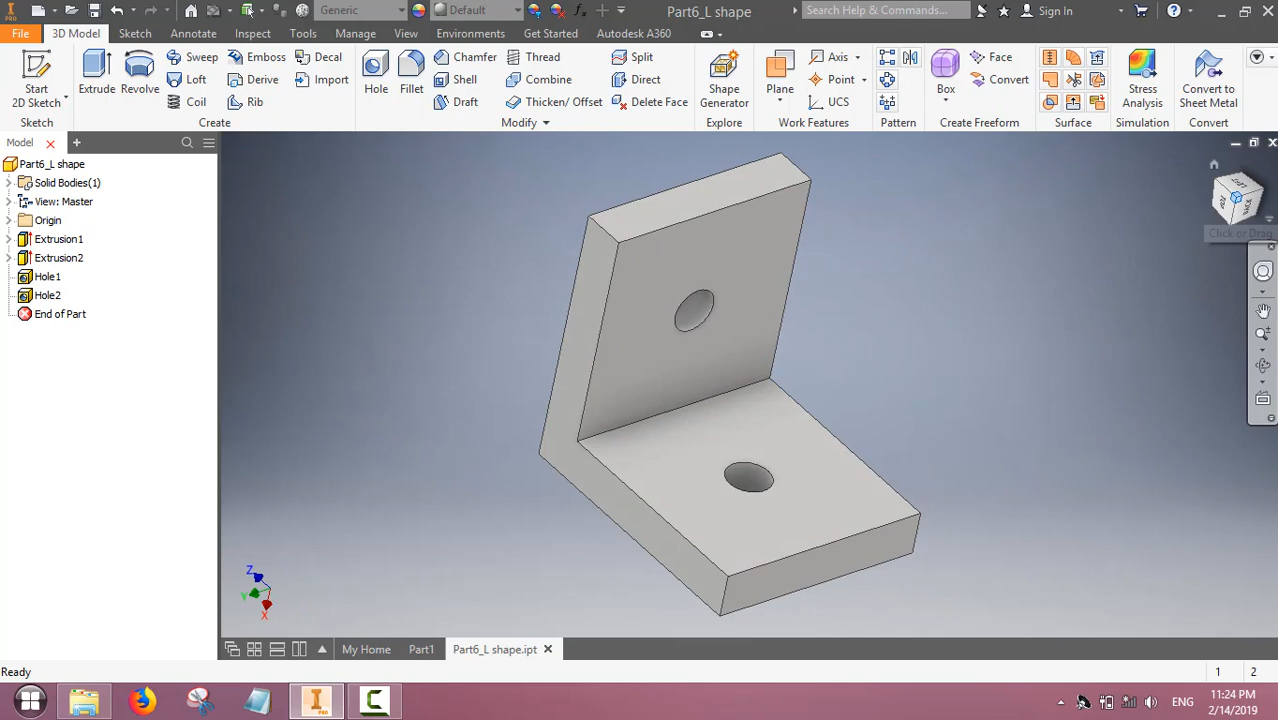 PRO
Generic
Default
Part6_L shape
Search Help & Commands...
Sign In
File
3D Model
Sketch
Annotate
Inspect
Tools
Manage
View
Environments
Get Started
Autodesk A360
Start
2D Sketch
Sketch
Extrude
Revolve
Sweep
Loft
Coil
Emboss
Derive
Rib
Decal
Import
Create
Hole
Fillet
Chamfer
Shell
Draft
Thread
Combine
Thicken/ Offset
Split
Direct
Delete Face
Modify
Shape
Generator
Explore
Plane
Axis
Point
UCS
Work Features
Pattern
Box
Face
Convert
Create Freeform
Surface
Stress
Analysis
Simulation
Convert to
Sheet Metal
Convert
Model
Part6_L shape
Solid Bodies(1)
View: Master
Origin
Extrusion1
Extrusion2
Hole1
Hole2
End of Part
Click or Drag
Z
Y
X
My Home
Part1
Part6_L shape.ipt
Ready
1
2
PRO
ENG
11:24 PM
2/14/2019